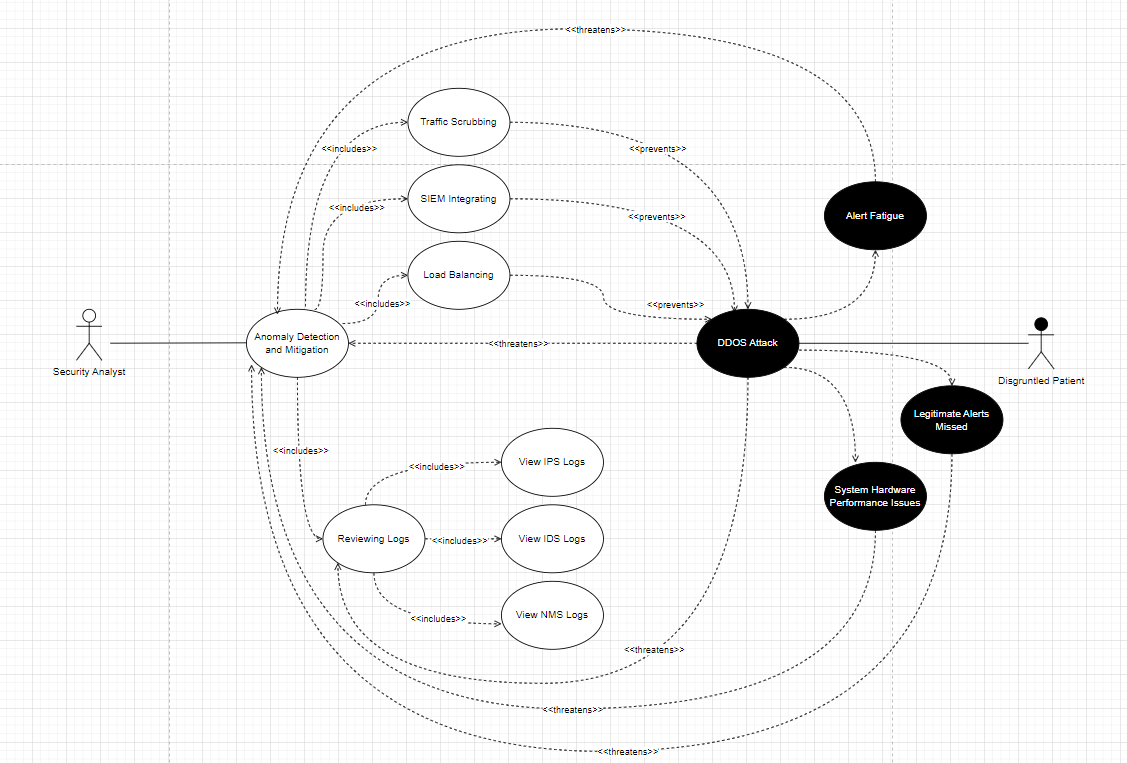 <<threatens>>
Traffic Scrubbing
<<includes>>
<<prevents>>
SIEM Integrating
<<includes>>
<<prevents>>
Alert Fatigue
Load Balancing
<<includes>>
<<prevents>>
Anomaly Detection
and Mitigation
<<threatens>>
DDOS Attack
Security Analyst
Disgruntled Patient
Legitimate Alerts
Missed
<<includes>>
View IPS Logs
<<includes>>
System Hardware
Performance Issues
Reviewing Logs
<<includes>>
View IDS Logs
View NMS Logs
<<includes>>
<<threatens>>
<<threatens>>
<<threatens>>